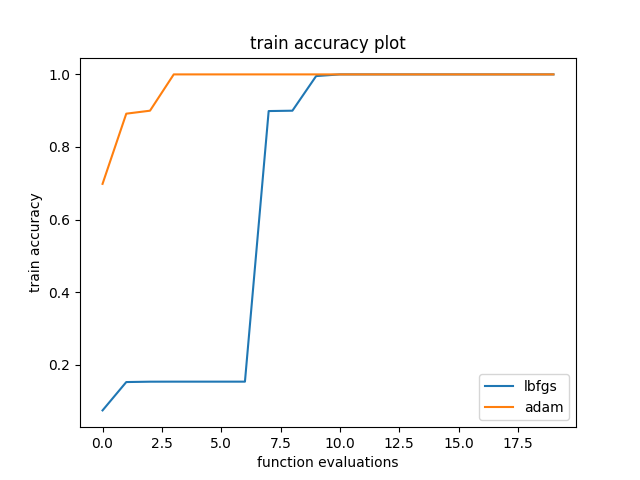 train accuracy plot
1.0
0.8
0.6
0.4
0.2
train accuracy
lbfgs
adam
0.0 2.5 5.0 7.5 10.0 12.5 15.0 17.5
function evaluations